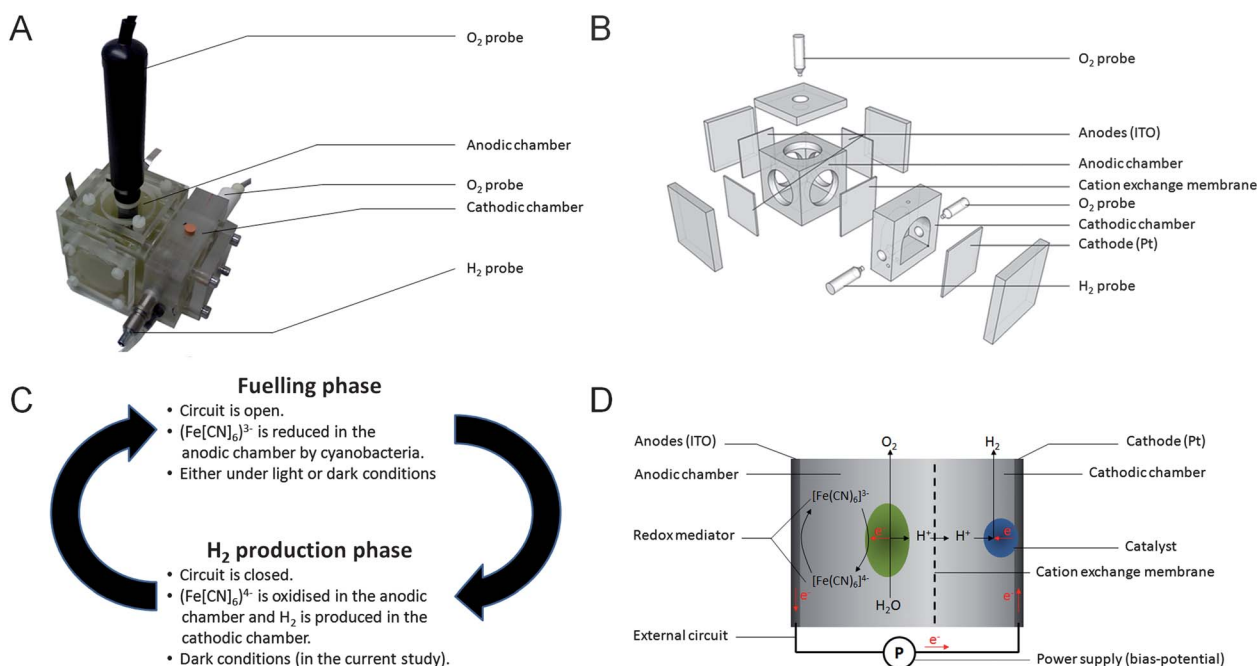 A
O₂ probe
Anodic chamber
O₂ probe
Cathodic chamber
H₂ probe
B
O₂ probe
Anodes (ITO)
Anodic chamber
Cation exchange membrane
O₂ probe
Cathodic chamber
Cathode (Pt)
H₂ probe
C
Fuelling phase
• Circuit is open.
• (Fe[CN]₆)³⁻ is reduced in the
anodic chamber by cyanobacteria.
• Either under light or dark conditions
H₂ production phase
• Circuit is closed.
• (Fe[CN]₆)⁴⁻ is oxidised in the anodic
chamber and H₂ is produced in the
cathodic chamber.
• Dark conditions (in the current study).
D
Anodes (ITO)
O₂
H₂
Cathode (Pt)
Anodic chamber
Cathodic chamber
[Fe(CN)₆]³⁻
Redox mediator
e⁻
H⁺
H⁺
e⁻
Catalyst
[Fe(CN)₆]⁴⁻
Cation exchange membrane
H₂O
e⁻
e⁻
External circuit
e⁻
P
Power supply (bias-potential)